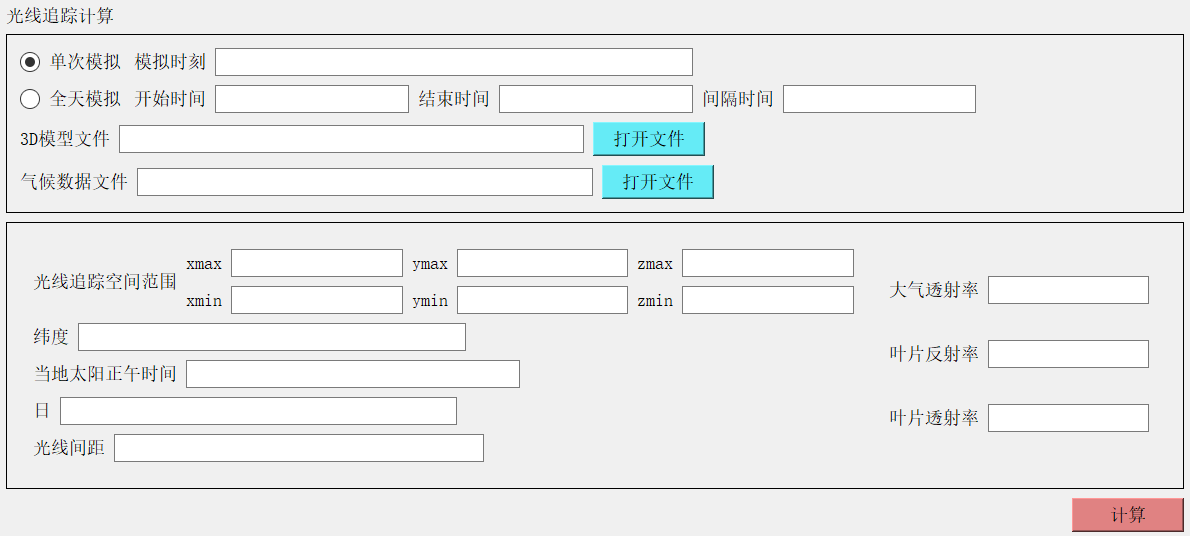 光线追踪计算
单次模拟 模拟时刻
全天模拟 开始时间 结束时间 间隔时间
3D模型文件 打开文件
气候数据文件 打开文件
光线追踪空间范围
xmax ymax zmax
xmin ymin zmin
纬度
当地太阳正午时间
日
光线间距
大气透射率
叶片反射率
叶片透射率
计算